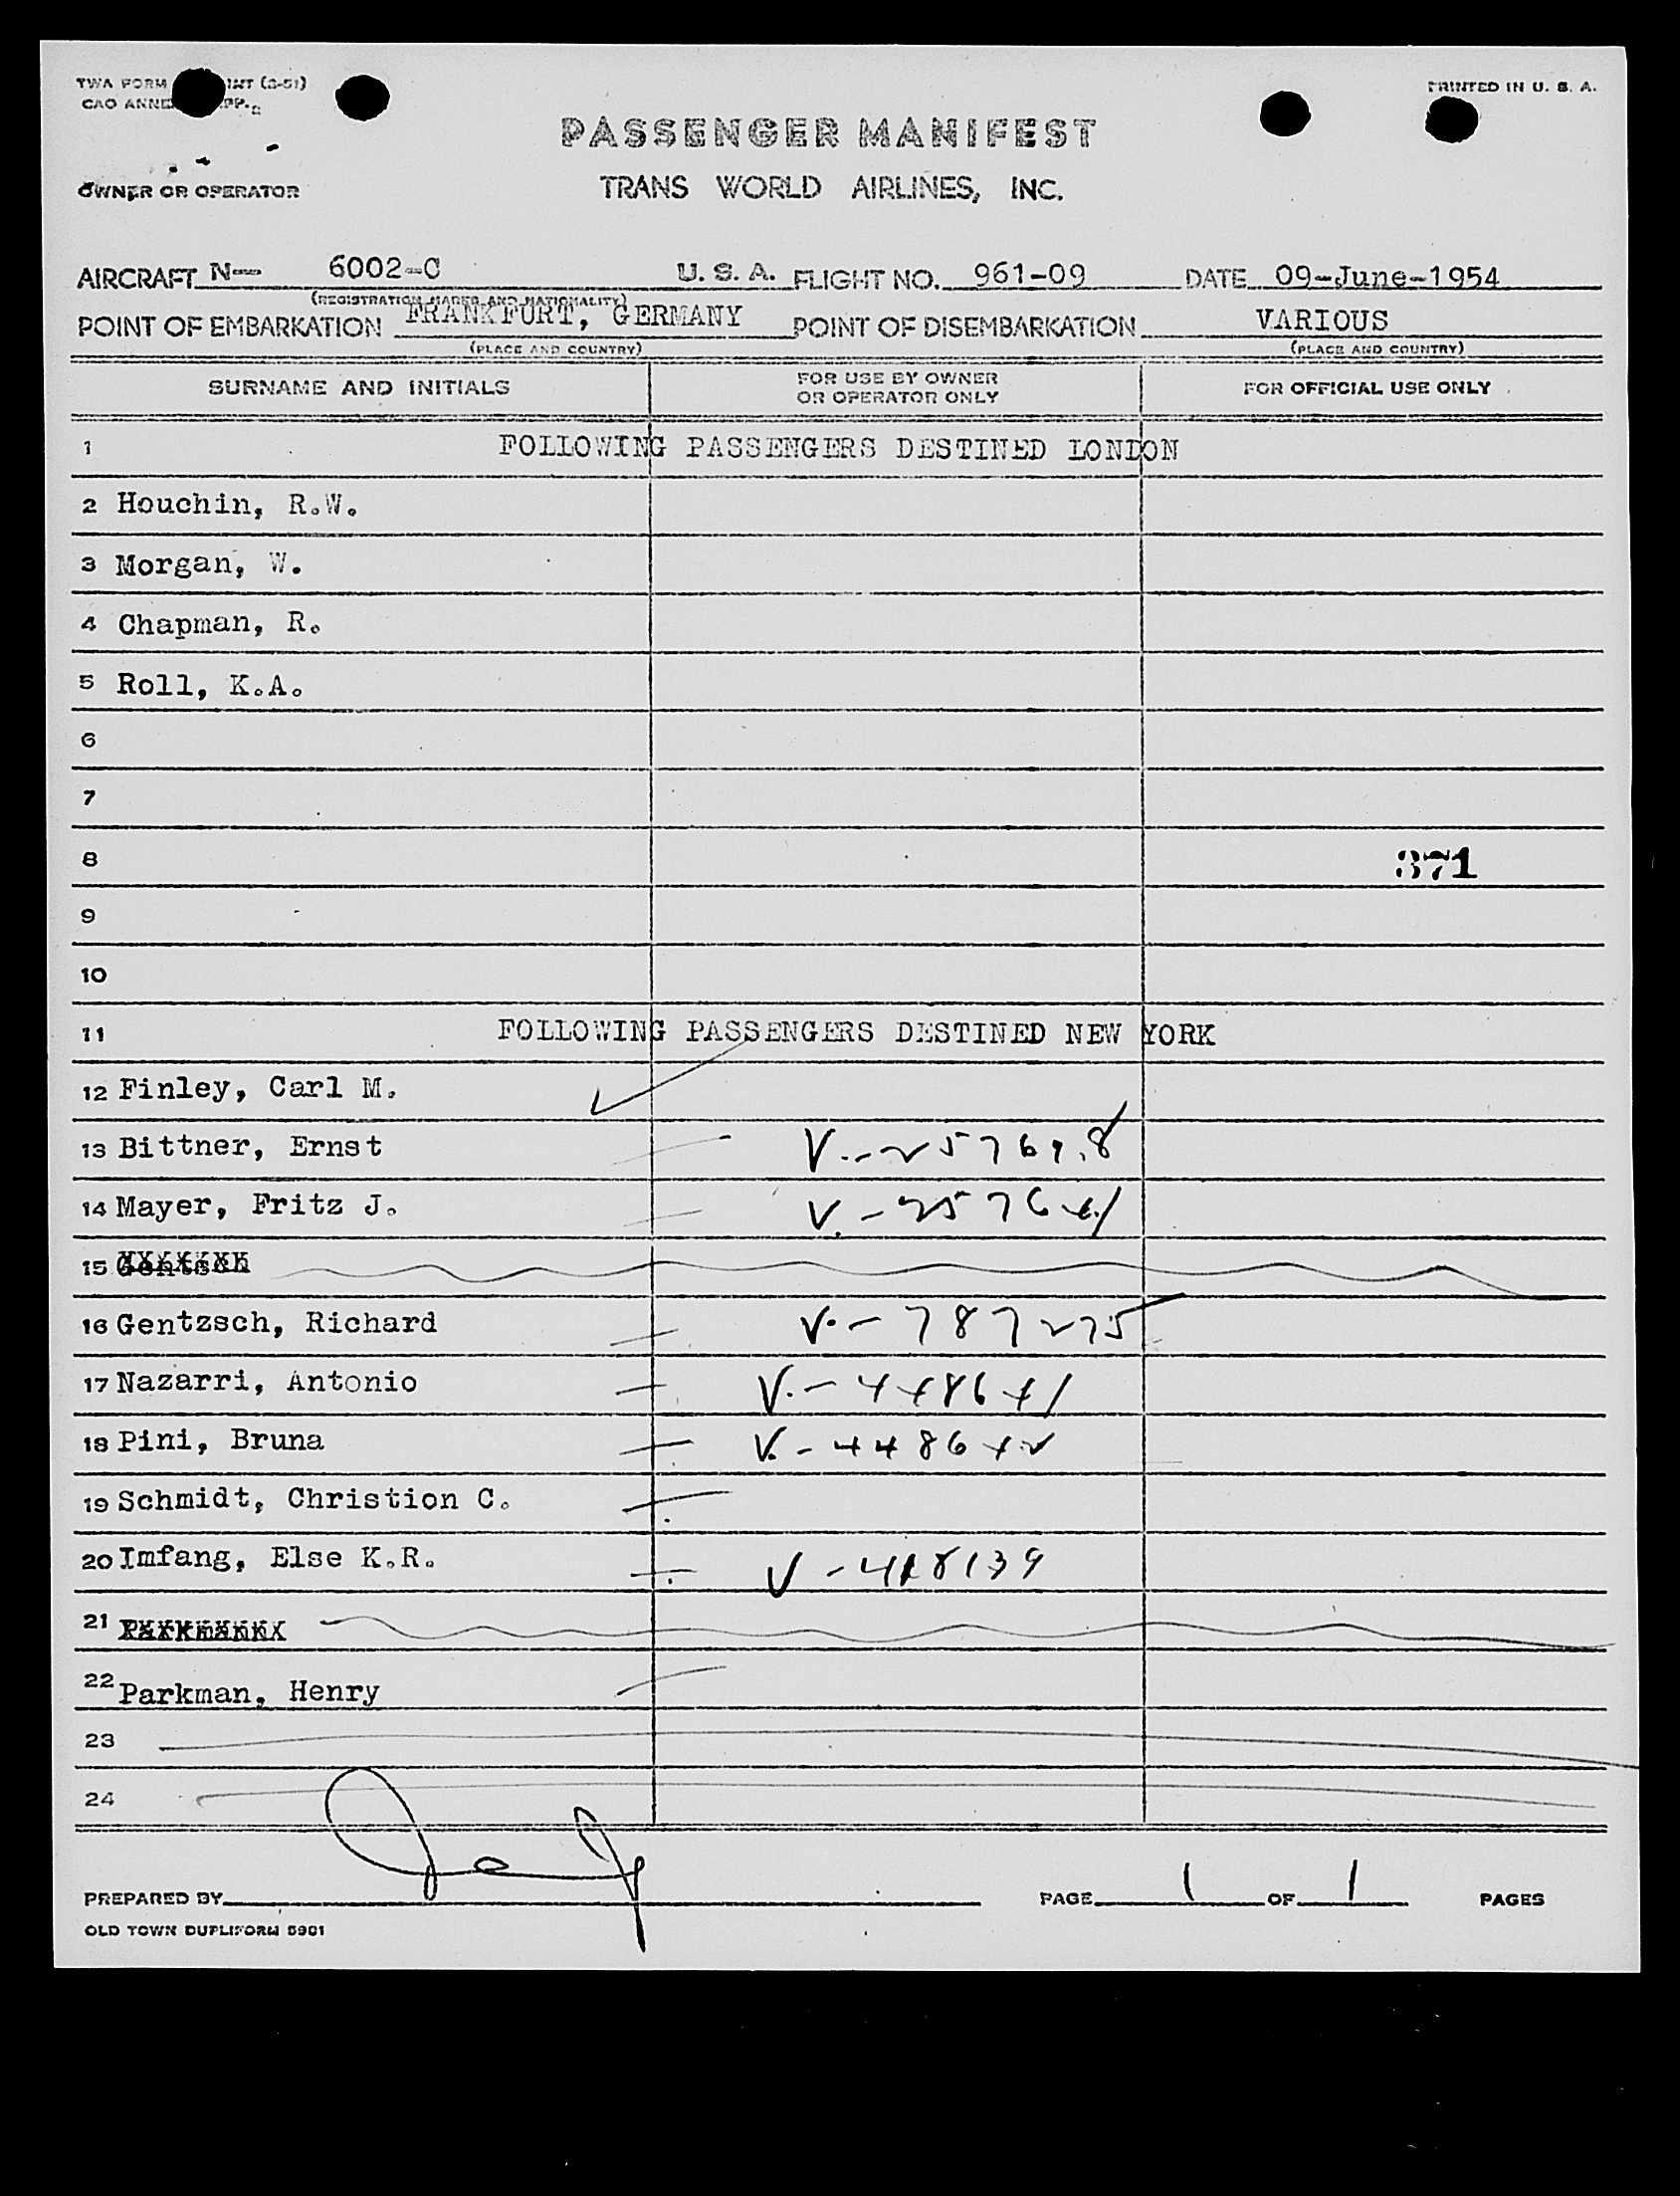 TWA FORM INT (3-51)
PRINTED IN U. S. A.
PASSENGER MANIFEST
OWNER OR OPERATOR TRANS WORLD AIRLINES, INC.
AIRCRAFT N- 6002-C U. S. A. FLIGHT NO. 961-09 DATE 09-June-1954
(REGISTRATION MARKS AND NATIONALITY)
POINT OF EMBARKATION FRANKFURT, GERMANY POINT OF DISEMBARKATION VARIOUS
(PLACE AND COUNTRY) (PLACE AND COUNTRY)
SURNAME AND INITIALS FOR USE BY OWNER OR OPERATOR ONLY FOR OFFICIAL USE ONLY
1 FOLLOWING PASSENGERS DESTINED LONDON
2 Houchin, R.W.
3 Morgan, W.
4 Chapman, R.
5 Roll, K.A.
6
7
8 371
9
10
11 FOLLOWING PASSENGERS DESTINED NEW YORK
12 Finley, Carl M.
13 Bittner, Ernst
14 Mayer, Fritz J.
15
16 Gentzsch, Richard V-787275
17 Nazarri, Antonio V-448641
18 Pini, Bruna V-448642
19 Schmidt, Christion C.
20 Imfang, Else K.R. V-418139
21
22 Parkman, Henry
23
24
PREPARED BY PAGE 1 OF 1 PAGES
OLD TOWN DUPLIFORM 5901